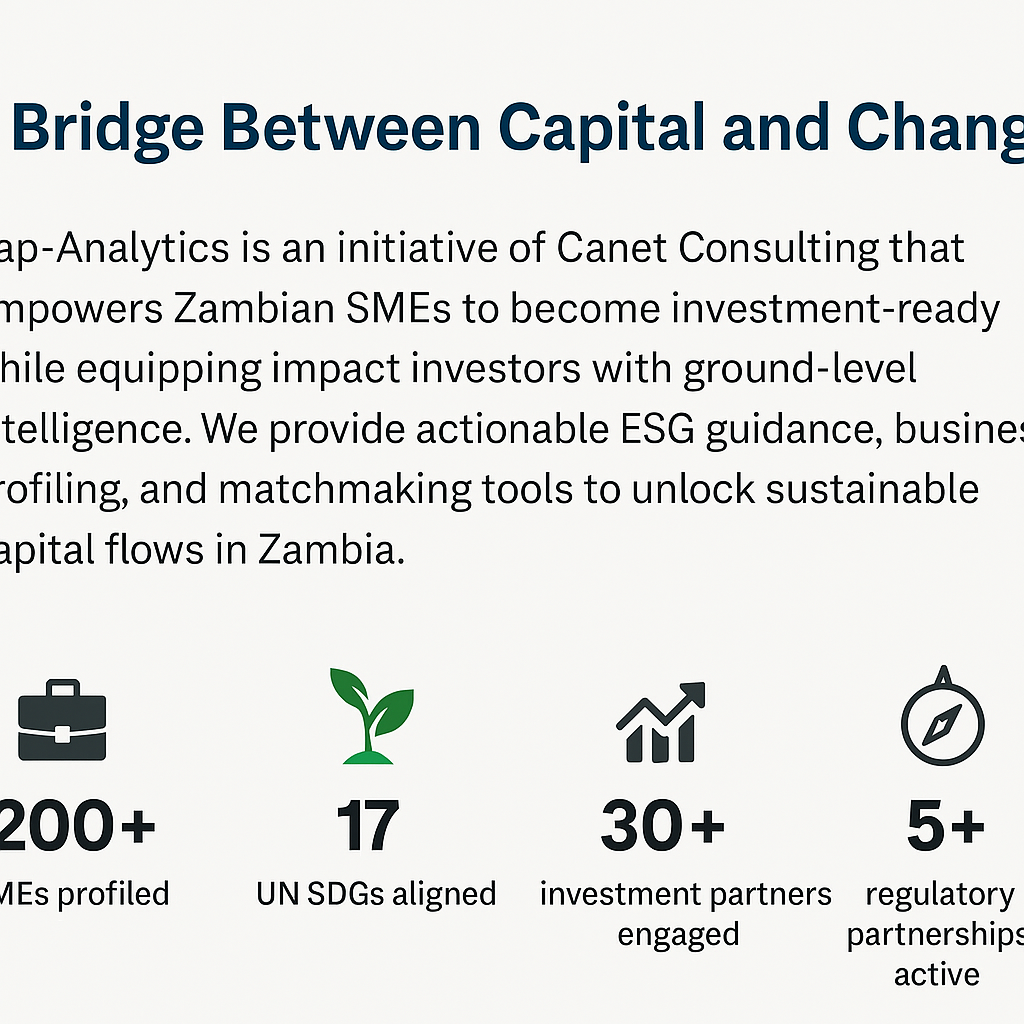 Bridge Between Capital and Chang
ap-Analytics is an initiative of Canet Consulting that
mpowers Zambian SMEs to become investment-ready
hile equipping impact investors with ground-level
telligence. We provide actionable ESG guidance, busines
rofiling, and matchmaking tools to unlock sustainable
apital flows in Zambia.
200+
MEs profiled
17
UN SDGs aligned
30+
investment partners
engaged
5+
regulatory
partnerships
active